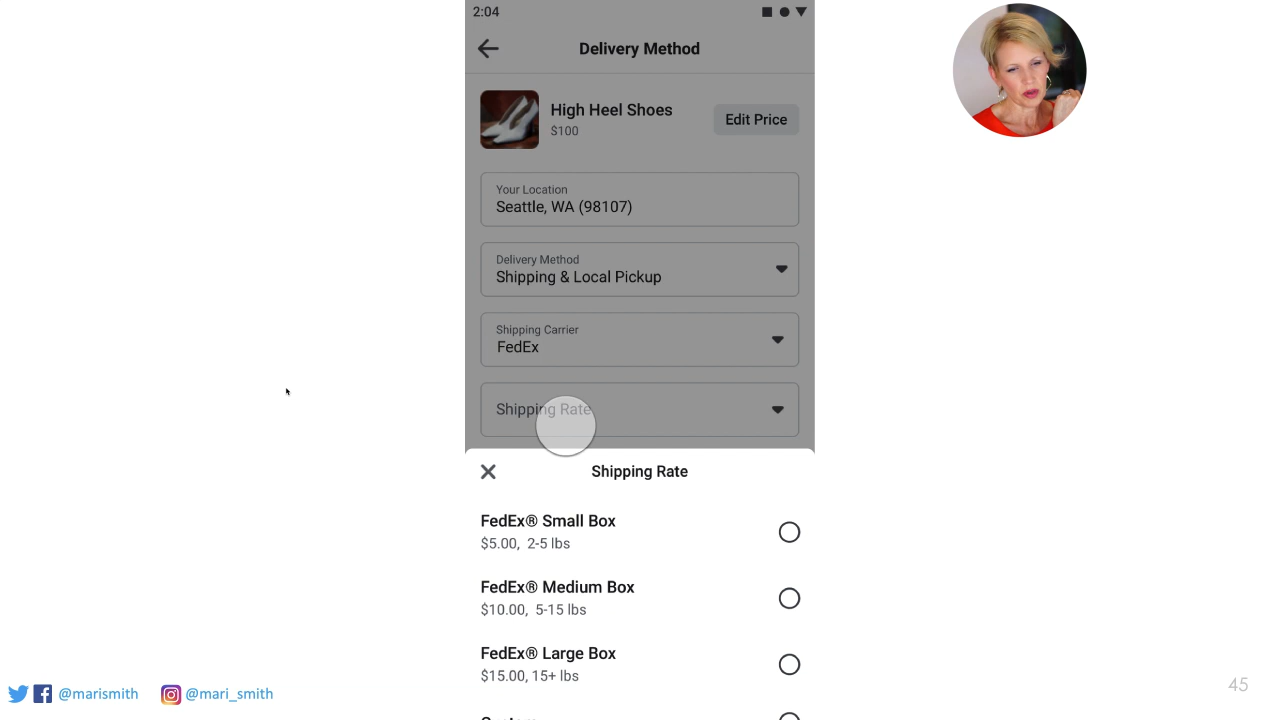 2:04
Delivery Method
High Heel Shoes
$100
Edit Price
Your Location
Seattle, WA (98107)
Delivery Method
Shipping & Local Pickup
Shipping Carrier
FedEx
Shipping Rate
Shipping Rate
FedEx® Small Box
$5.00, 2-5 lbs
FedEx® Medium Box
$10.00, 5-15 lbs
FedEx® Large Box
$15.00, 15+ lbs
@marismith
@mari_smith
45